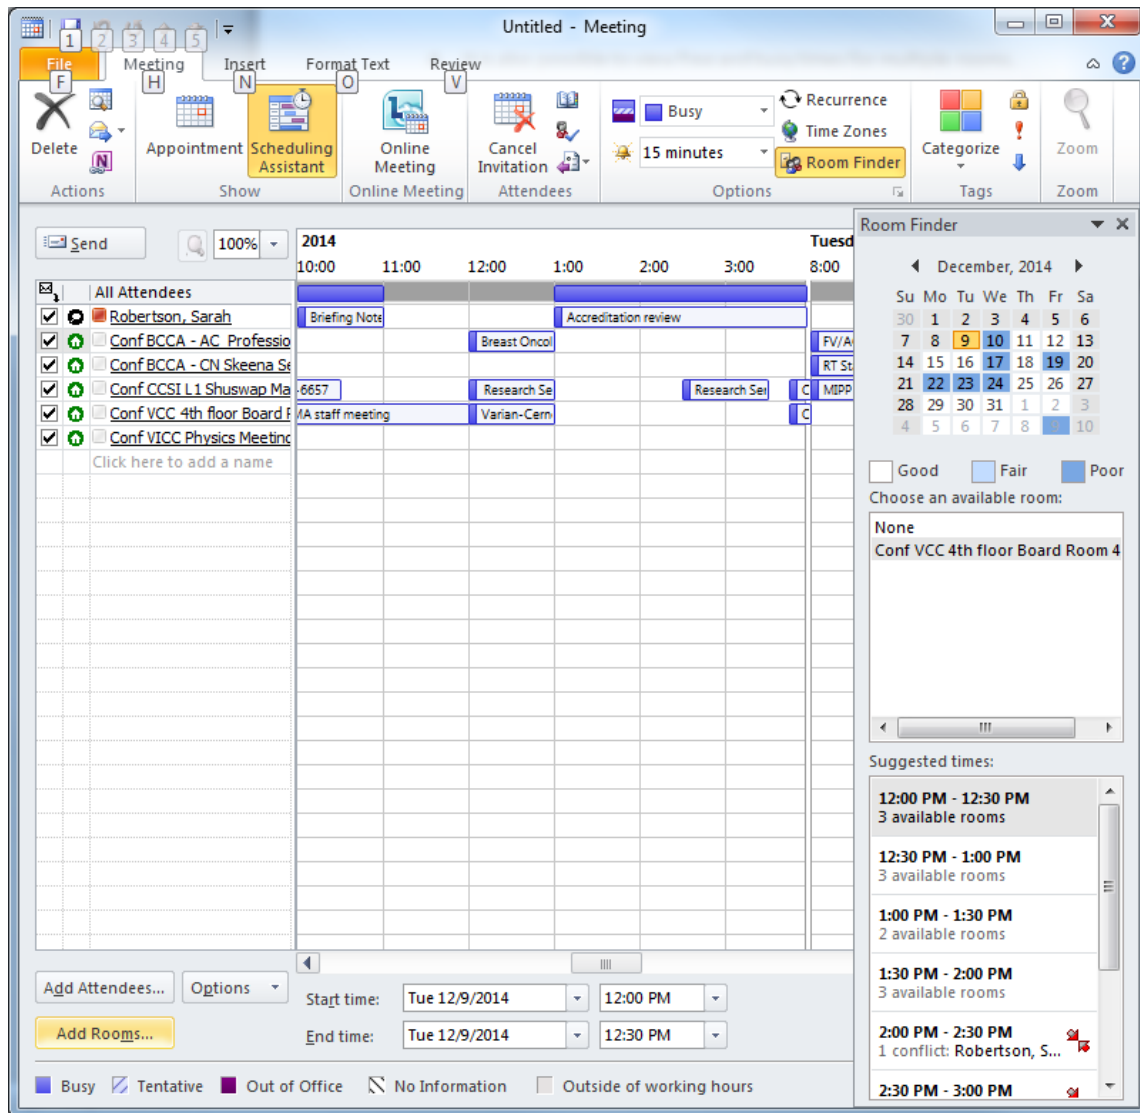 Untitled - Meeting
1 2 3 4 5
File Meeting Insert Format Text Review
F H N O V
Delete
Appointment
Scheduling Assistant
Online Meeting
Cancel Invitation
Busy
15 minutes
Recurrence
Time Zones
Room Finder
Categorize
Zoom
Actions Show Online Meeting Attendees Options Tags Zoom
Send 100%
2014 Tuesd
10:00 11:00 12:00 1:00 2:00 3:00 8:00
All Attendees
Robertson, Sarah Briefing Note Accreditation review
Conf BCCA - AC Professio Breast Oncol FV/A
Conf BCCA - CN Skeena Se RT St
Conf CCSI L1 Shuswap Ma -6657 Research Se Research Ser C MIPP
Conf VCC 4th floor Board MA staff meeting Varian-Cern C
Conf VICC Physics Meeting
Click here to add a name
Add Attendees... Options
Add Rooms...
Start time: Tue 12/9/2014 12:00 PM
End time: Tue 12/9/2014 12:30 PM
Busy Tentative Out of Office No Information Outside of working hours
Room Finder
December, 2014
Su Mo Tu We Th Fr Sa
30 1 2 3 4 5 6
7 8 9 10 11 12 13
14 15 16 17 18 19 20
21 22 23 24 25 26 27
28 29 30 31 1 2 3
4 5 6 7 8 9 10
Good Fair Poor
Choose an available room:
None
Conf VCC 4th floor Board Room 4
Suggested times:
12:00 PM - 12:30 PM
3 available rooms
12:30 PM - 1:00 PM
3 available rooms
1:00 PM - 1:30 PM
2 available rooms
1:30 PM - 2:00 PM
3 available rooms
2:00 PM - 2:30 PM
1 conflict: Robertson, S...
2:30 PM - 3:00 PM